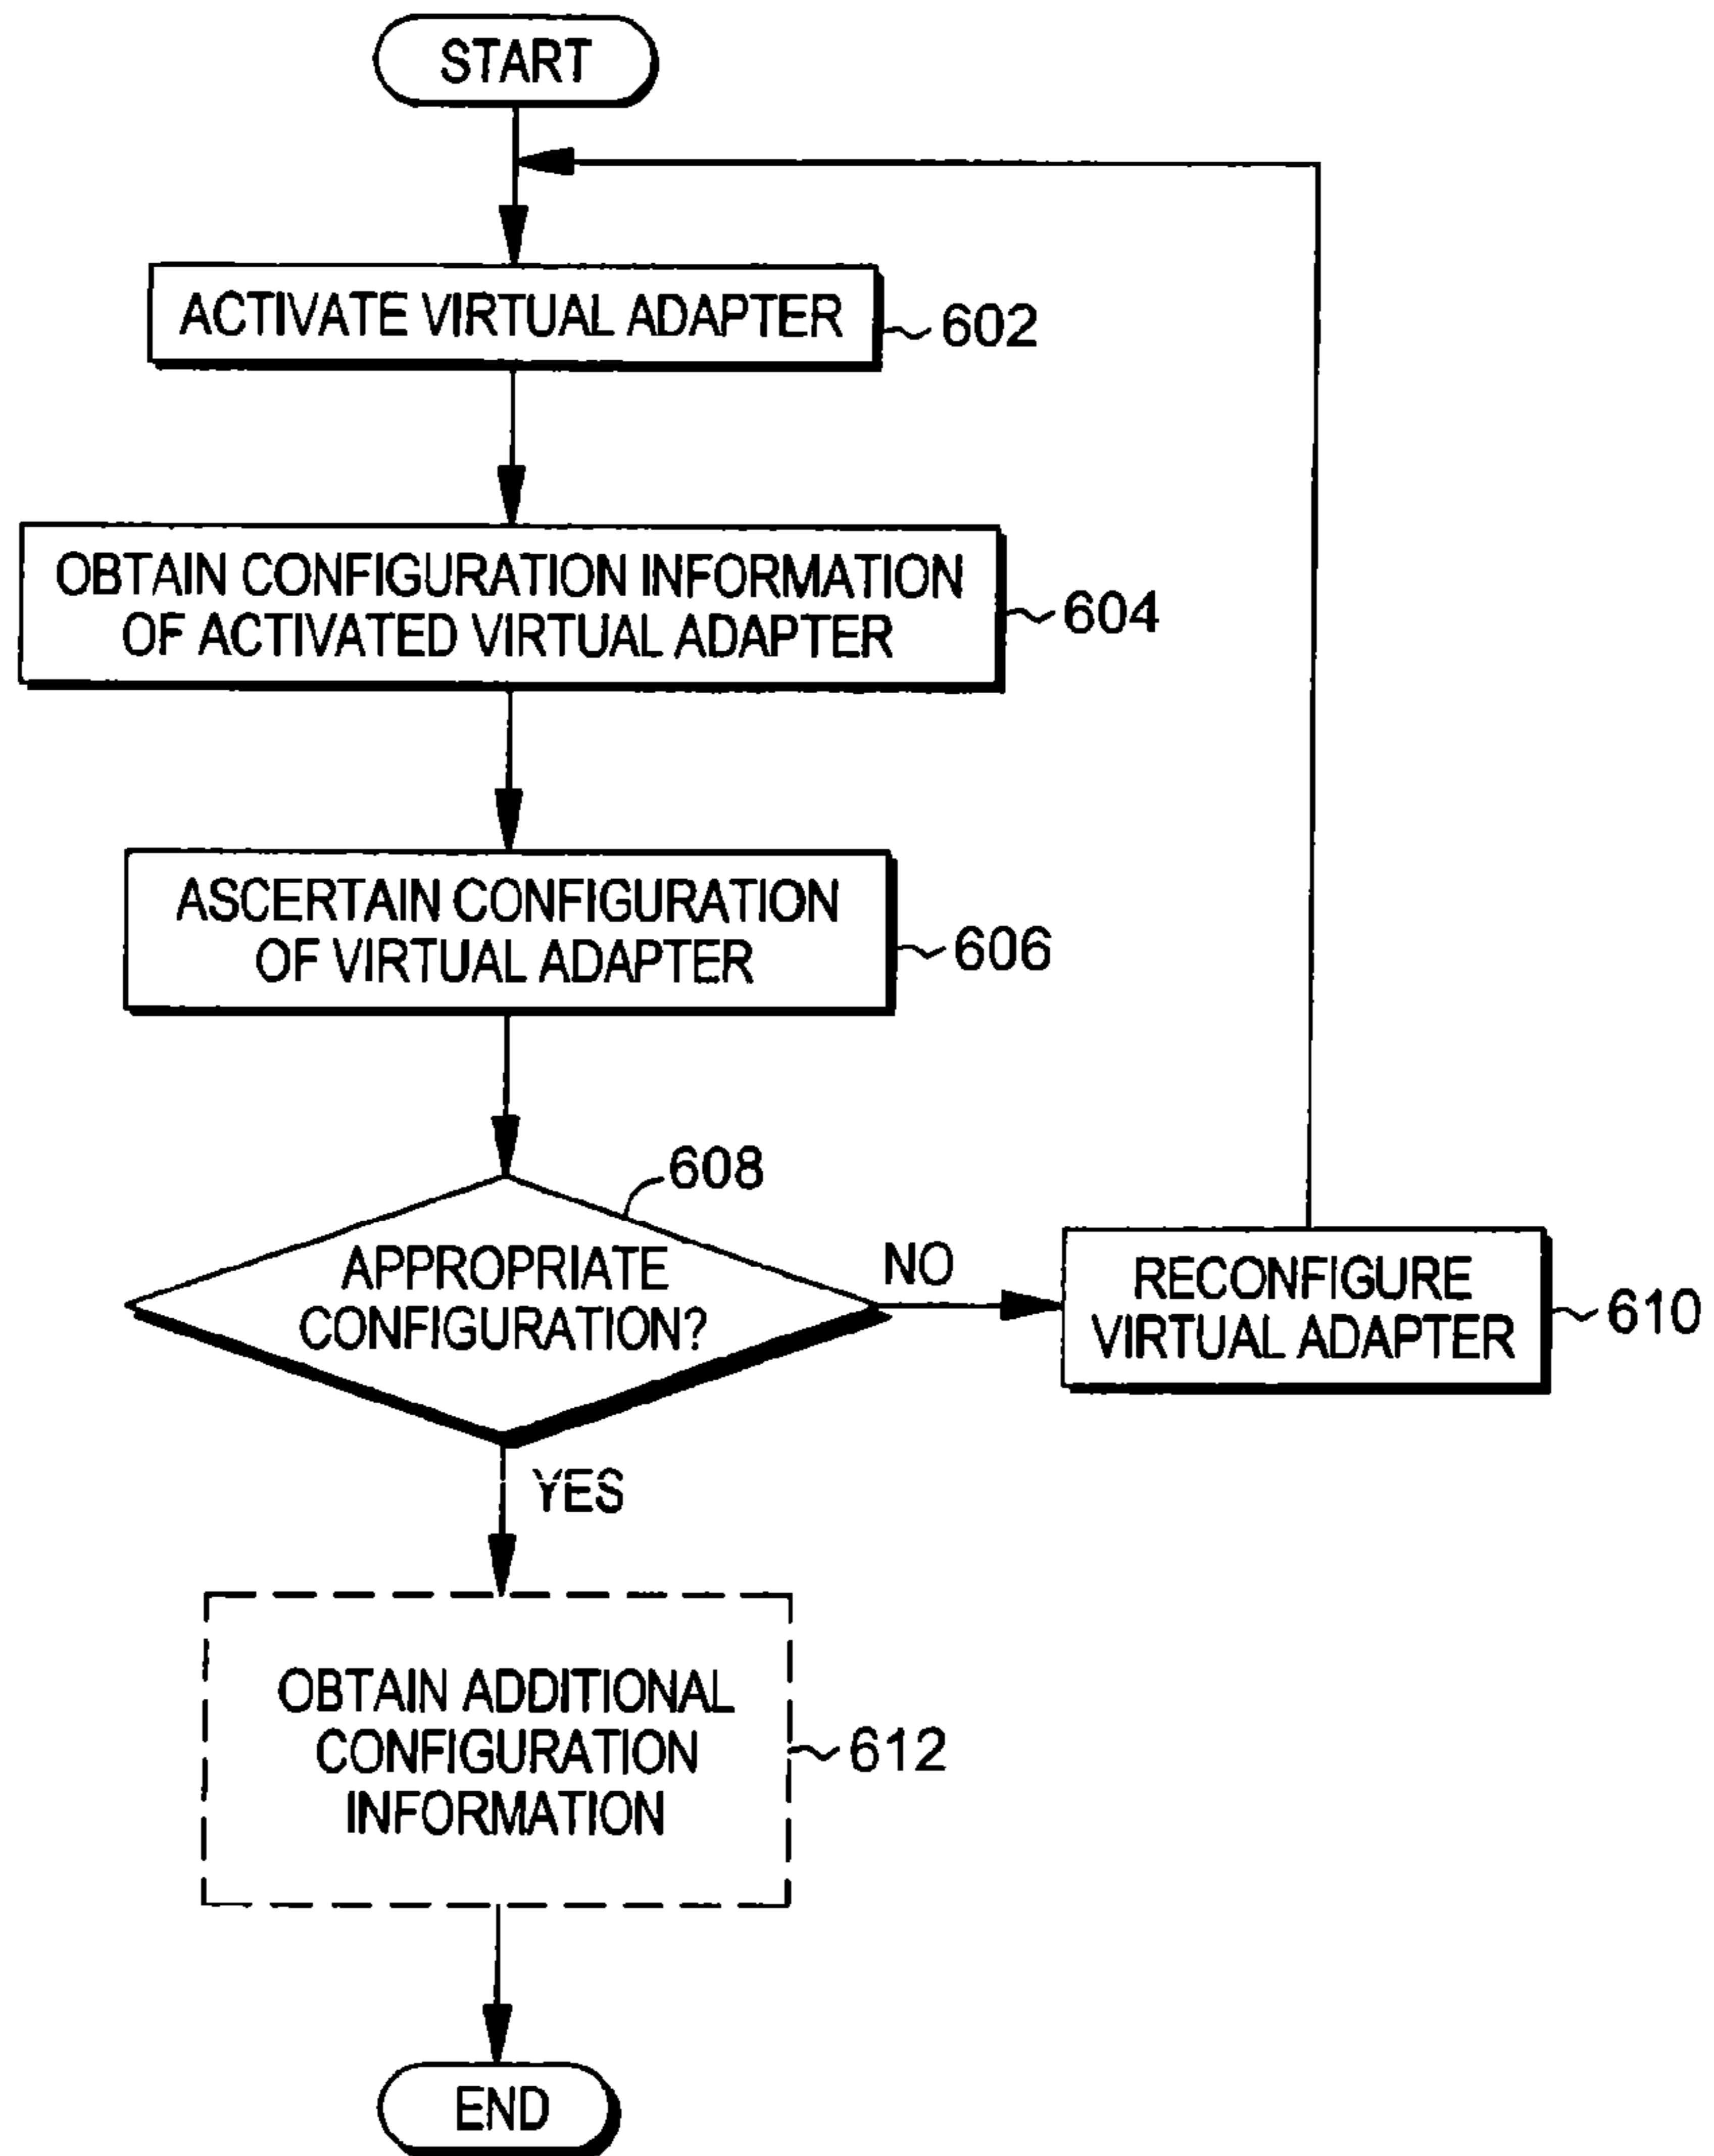 START
ACTIVATE VIRTUAL ADAPTER
602
OBTAIN CONFIGURATION INFORMATION
OF ACTIVATED VIRTUAL ADAPTER
604
ASCERTAIN CONFIGURATION
OF VIRTUAL ADAPTER
606
608
APPROPRIATE
CONFIGURATION?
NO
RECONFIGURE
VIRTUAL ADAPTER
610
YES
OBTAIN ADDITIONAL
CONFIGURATION
INFORMATION
612
END